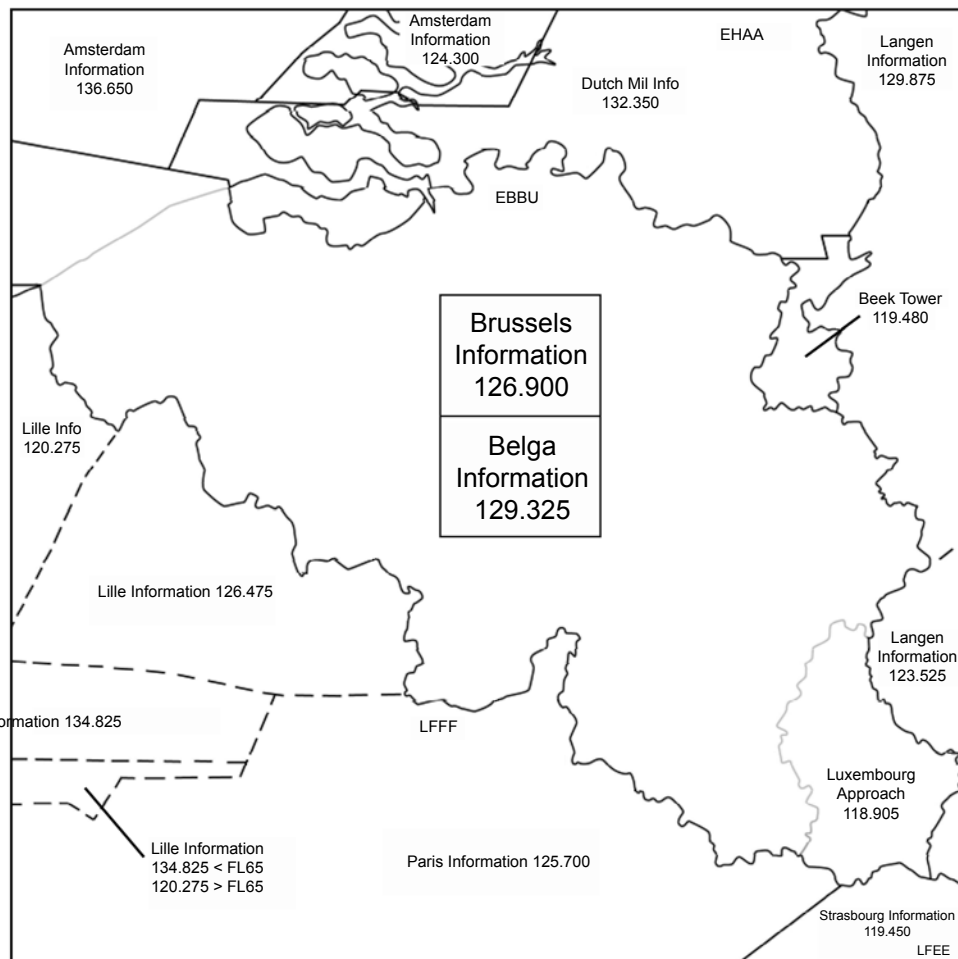 Amsterdam
Information
136.650
Amsterdam
Information
124.300
EHAA
Langen
Information
129.875
Dutch Mil Info
132.350
EBBU
Beek Tower
119.480
Brussels
Information
126.900
Belga
Information
129.325
Lille Info
120.275
Lille Information 126.475
Langen
Information
123.525
134.825
LFFF
Luxembourg
Approach
118.905
Lille Information
134.825 < FL65
120.275 > FL65
Paris Information 125.700
Strasbourg Information
119.450
LFEE